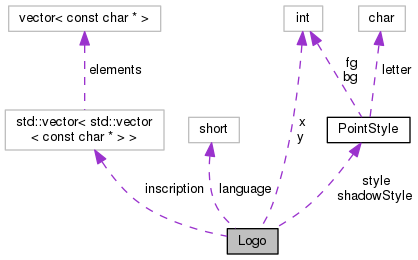 vector< const char * >
int
char
elements
fg
bg
letter
std::vector< std::vector
< const char * > >
short
x
y
PointStyle
inscription
language
style
shadowStyle
Logo